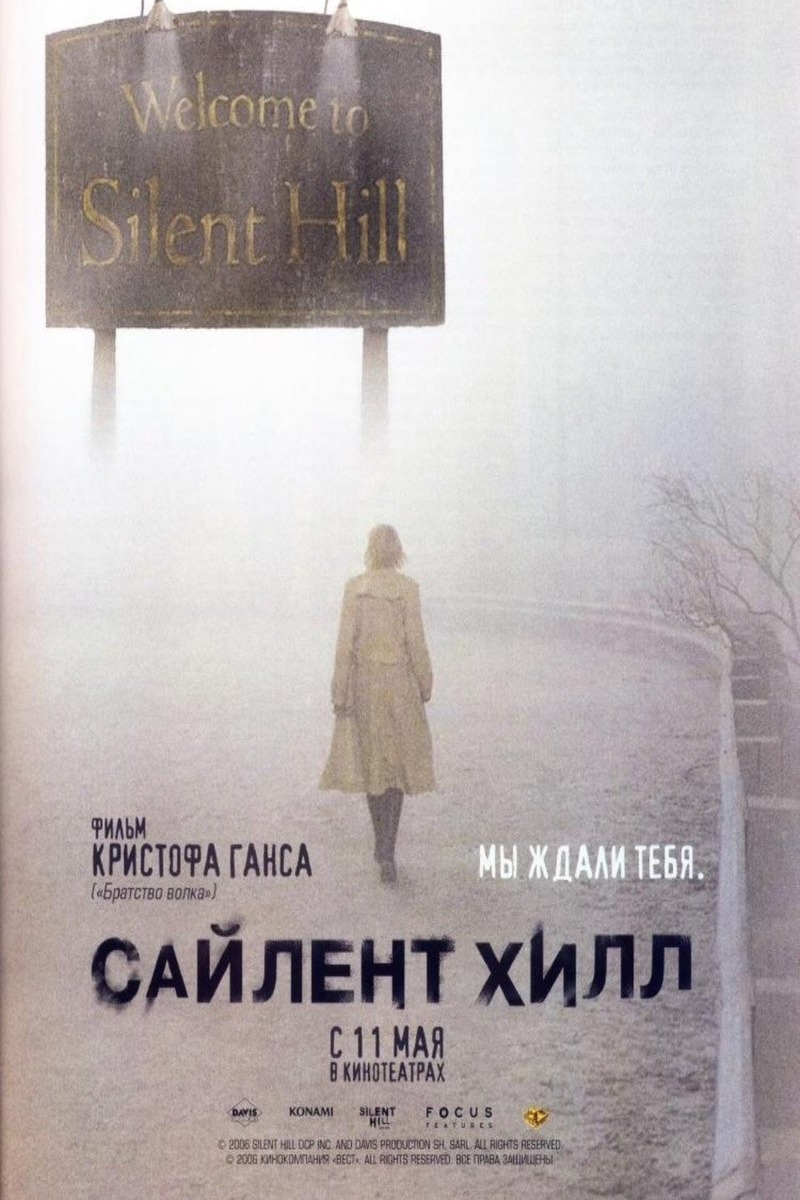 Welcome to
Silent Hill
ФИЛЬМ
КРИСТОФА ГАНСА
(«Братство волка»)
МЫ ЖДАЛИ ТЕБЯ.
САЙЛЕНТ ХИЛЛ
С 11 МАЯ
В КИНОТЕАТРАХ
DAVIS KONAMI SILENT HILL FOCUS FEATURES
© 2006 SILENT HILL DCP INC. AND DAVIS PRODUCTION SH, SARL. ALL RIGHTS RESERVED.
© 2006 КИНОКОМПАНИЯ «ВЕСТ». ALL RIGHTS RESERVED. ВСЕ ПРАВА ЗАЩИЩЕНЫ